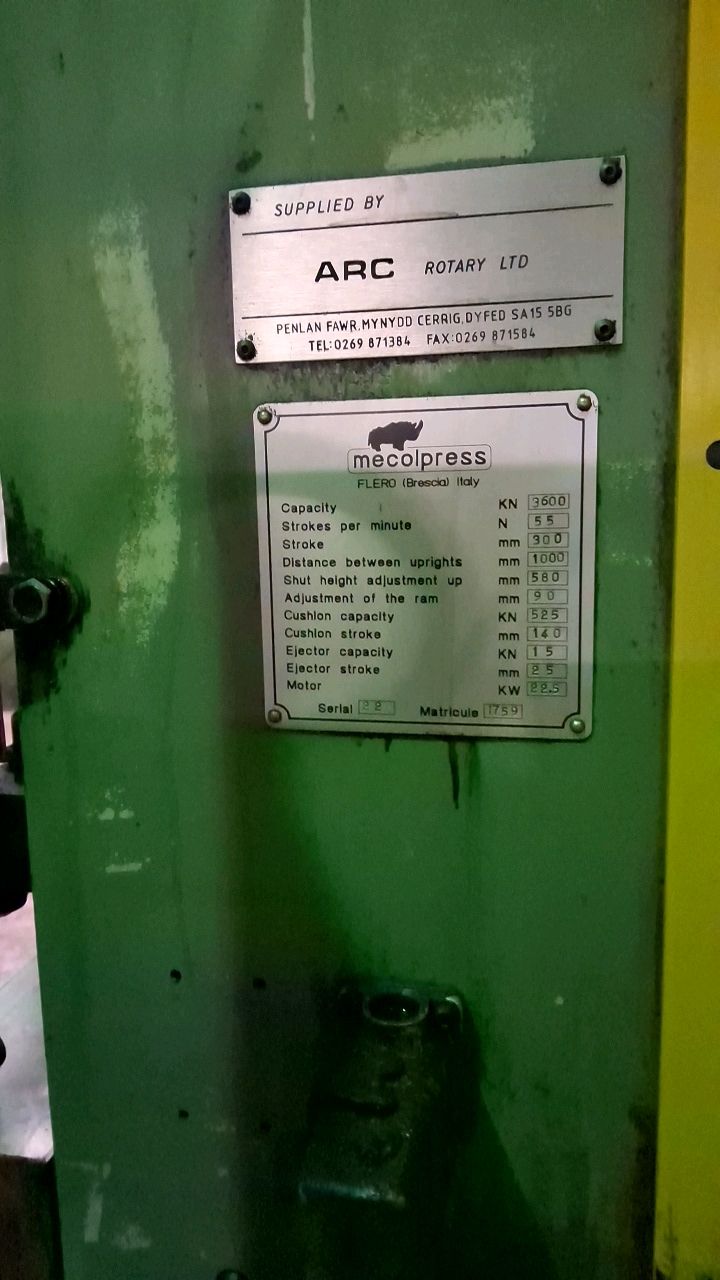 SUPPLIED BY
ARC ROTARY LTD
PENLAN FAWR, MYNYDD CERRIG, DYFED SA15 5BG
TEL:0269 871384 FAX:0269 871584
mecolpress
FLERO (Brescia) Italy
Capacity KN 3600
Strokes per minute N 55
Stroke mm 300
Distance between uprights mm 1000
Shut height adjustment up mm 580
Adjustment of the ram mm 90
Cushion capacity KN 525
Cushion stroke mm 140
Ejector capacity KN 15
Ejector stroke mm 25
Motor KW 22.5
Serial 22 Matricule 1759